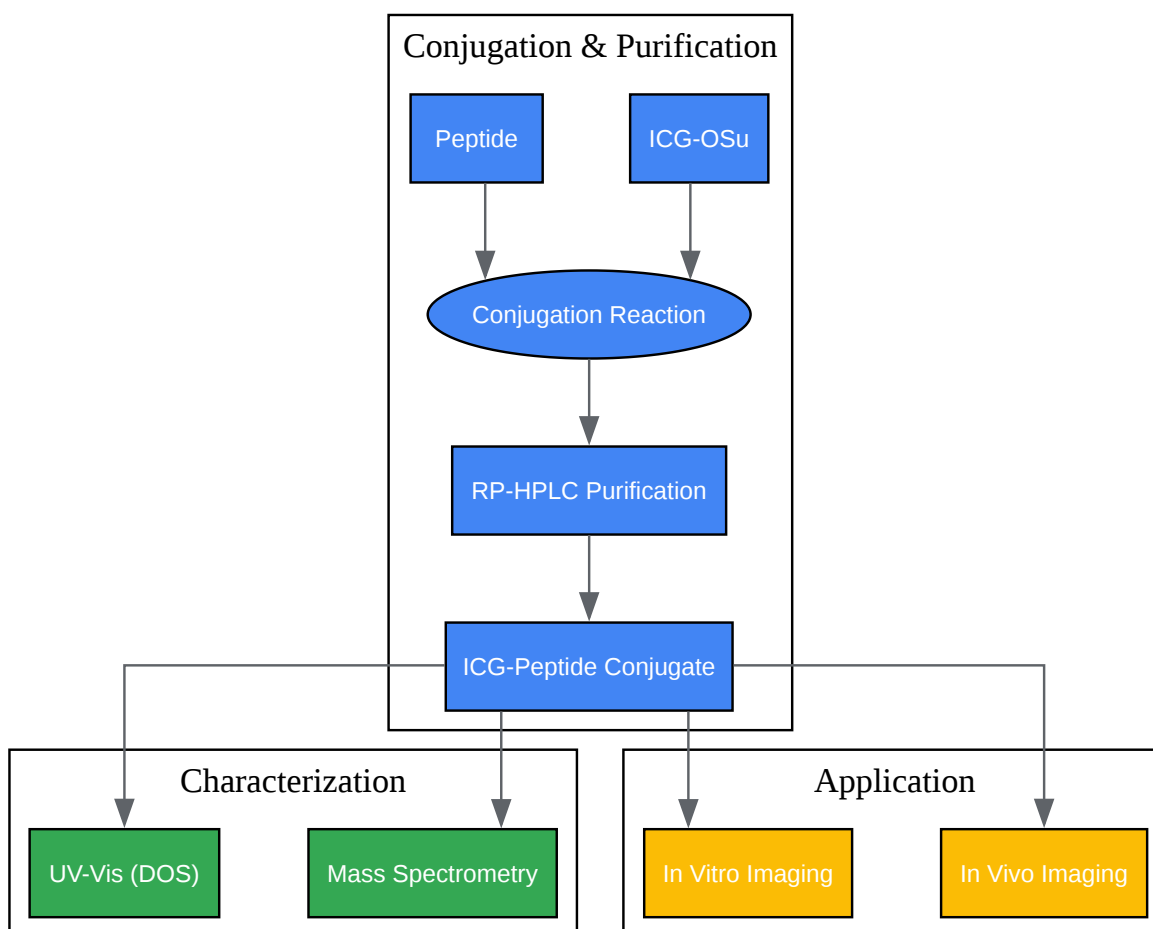 Conjugation & Purification
Peptide
ICG-OSu
Conjugation Reaction
RP-HPLC Purification
ICG-Peptide Conjugate
Characterization
Application
UV-Vis (DOS)
Mass Spectrometry
In Vitro Imaging
In Vivo Imaging